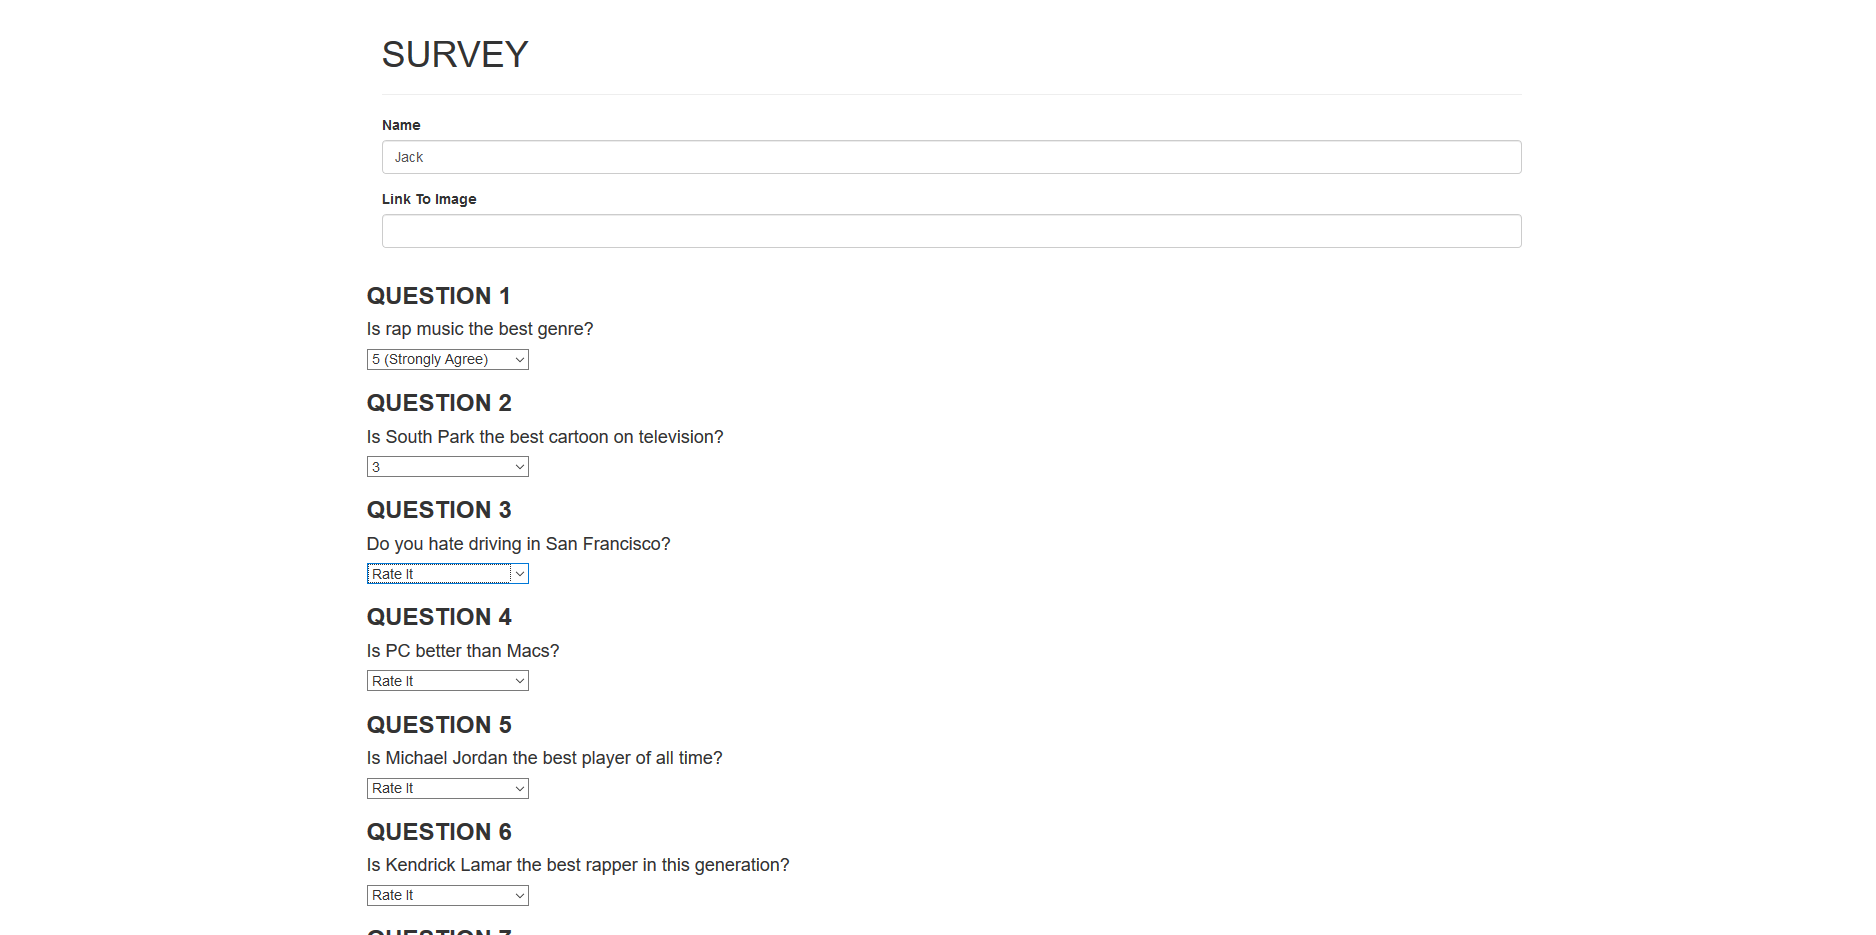 SURVEY
Name
Jack
Link To Image
QUESTION 1
Is rap music the best genre?
5 (Strongly Agree)
QUESTION 2
Is South Park the best cartoon on television?
3
QUESTION 3
Do you hate driving in San Francisco?
Rate It
QUESTION 4
Is PC better than Macs?
Rate It
QUESTION 5
Is Michael Jordan the best player of all time?
Rate It
QUESTION 6
Is Kendrick Lamar the best rapper in this generation?
Rate It
QUESTION 7